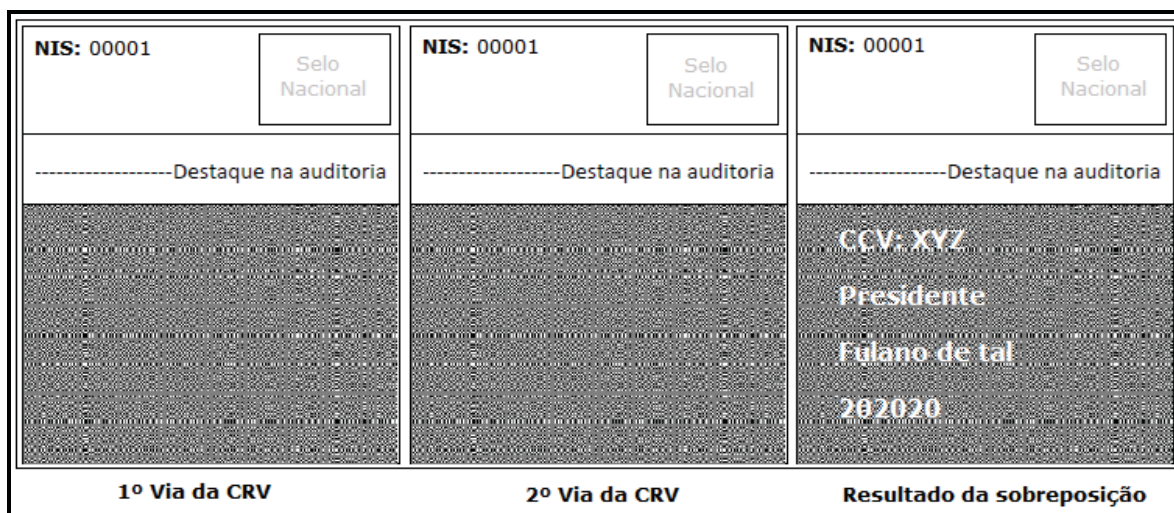 NIS: 00001
Selo
Nacional
-------------------Destaque na auditoria
1º Via da CRV
NIS: 00001
Selo
Nacional
-------------------Destaque na auditoria
2º Via da CRV
NIS: 00001
Selo
Nacional
-------------------Destaque na auditoria
CCV: XYZ
Presidente
Fulano de tal
202020
Resultado da sobreposição